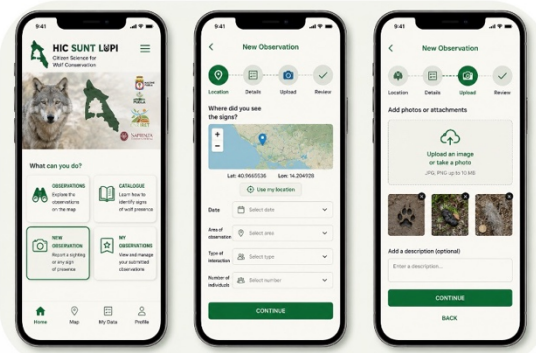 9:41
HIC SUNT LUPI
Citizen Science for
Wolf Conservation
What can you do?
OBSERVATIONS
Explore the
observations
on the map
CATALOGUE
Learn how to
identify signs
of wolf presence
NEW
OBSERVATION
Report a sighting
or any sign
of presence
MY
OBSERVATIONS
View and manage
your submitted
observations
Home
Map
My Data
Profile
9:41
New Observation
Location
Details
Upload
Review
Where did you see
the signs?
+
−
Lat: 40.9665536
Lon: 14.204926
Use my location
Date
Select date
Area of
observation
Select area
Type of
interaction
Select type
Number of
individuals
Select number
CONTINUE
9:41
New Observation
Location
Details
Upload
Review
Add photos or attachments
Upload an image
or take a photo
JPG, PNG up to 10 MB
Add a description (optional)
Enter a description...
CONTINUE
BACK